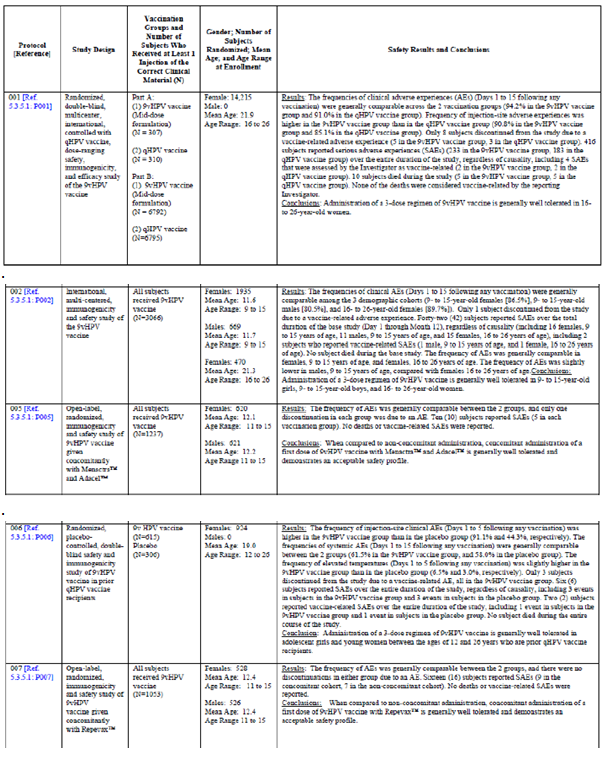 Protocol
[Reference]
Study Design
Vaccination
Groups and
Number of
Subjects Who
Received at Least 1
Injection of the
Correct Clinical
Material (N)
Gender; Number of
Subjects
Randomized; Mean
Age; and Age Range
at Enrollment
Safety Results and Conclusions
001 [Ref.
5.3.5.1: P001]
Randomized,
double-blind,
multicenter,
international,
controlled with
qHPV vaccine,
dose-ranging
safety,
immunogenicity,
and efficacy study
of the 9vHPV
vaccine
Part A:
(1) 9vHPV vaccine
(Mid-dose
formulation)
(N = 307)
(2) qHPV vaccine
(N = 310)
Part B:
(1) 9vHPV vaccine
(Mid-dose
formulation)
(N = 6792)
(2) qHPV vaccine
(N=6795)
Female: 14,215
Male: 0
Mean Age: 21.9
Age Range: 16 to 26
Results: The frequencies of clinical adverse experiences (AEs) (Days 1 to 15 following any
vaccination) were generally comparable across the 2 vaccination groups (94.2% in the 9vHPV vaccine
group and 91.0% in the qHPV vaccine group). Frequency of injection-site adverse experiences was
higher in the 9vHPV vaccine group than in the qHPV vaccine group (90.8% in the 9vHPV vaccine group
and 85.1% in the qHPV vaccine group). Only 8 subjects discontinued from the study due to a
vaccine-related adverse experience (5 in the 9vHPV vaccine group, 3 in the qHPV vaccine group). 416
subjects reported serious adverse experiences (SAEs) (233 in the 9vHPV vaccine group, 183 in the
qHPV vaccine group) over the entire duration of the study, regardless of causality, including 4 SAEs
that were assessed by the Investigator as vaccine-related (2 in the 9vHPV vaccine group, 2 in the
qHPV vaccine group). 10 subjects died during the study (5 in the 9vHPV vaccine group, 5 in the
qHPV vaccine group). None of the deaths were considered vaccine-related by the reporting
Investigator.
Conclusions: Administration of a 3-dose regimen of 9vHPV vaccine is generally well tolerated in 16-
to 26-year-old women.
002 [Ref.
5.3.5.1: P002]
International,
multi-centered,
immunogenicity
and safety study of
the 9vHPV
vaccine
All subjects
received 9vHPV
vaccine
(N=3066)
Females: 1935
Mean Age: 11.6
Age Range: 9 to 15
Males: 669
Mean Age: 11.7
Age Range: 9 to 15
Females: 470
Mean Age: 21.3
Age Range: 16 to 26
Results: The frequencies of clinical AEs (Days 1 to 15 following any vaccination) were generally
comparable among the 3 demographic cohorts (9- to 15-year-old females [86.5%], 9- to 15-year-old
males [80.5%], and 16- to 26-year-old females [89.7%]). Only 1 subject discontinued from the study
due to a vaccine-related adverse experience. Forty-two (42) subjects reported SAEs over the total
duration of the base study (Day 1 through Month 12), regardless of causality (including 16 females, 9
to 15 years of age, 11 males, 9 to 15 years of age, and 15 females, 16 to 26 years of age), including 2
subjects who reported vaccine-related SAEs (1 male, 9 to 15 years of age, and 1 female, 16 to 26 years
of age). No subject died during the base study. The frequency of AEs was generally comparable in
females, 9 to 15 years of age, and females, 16 to 26 years of age. The frequency of AEs was slightly
lower in males, 9 to 15 years of age, compared with females 16 to 26 years of age. Conclusions:
Administration of a 3-dose regimen of 9vHPV vaccine is generally well tolerated in 9- to 15-year-old
girls, 9- to 15-year-old boys, and 16- to 26-year-old women.
005 [Ref.
5.3.5.1: P005]
Open-label,
randomized,
immunogenicity
and safety study of
9vHPV vaccine
given
concomitantly
with Menactra™
and Adacel™
All subjects
received 9vHPV
vaccine
(N=1237)
Females: 620
Mean Age: 12.1
Age Range: 11 to 15
Males: 621
Mean Age: 12.2
Age Range 11 to 15
Results: The frequency of AEs was generally comparable between the 2 groups, and only one
discontinuation in each group was due to an AE. Ten (10) subjects reported SAEs (5 in each
vaccination group). No deaths or vaccine-related SAEs were reported.
Conclusions: When compared to non-concomitant administration, concomitant administration of a
first dose of 9vHPV vaccine with Menactra™ and Adacel™ is generally well tolerated and
demonstrates an acceptable safety profile.
006 [Ref.
5.3.5.1: P006]
Randomized,
placebo-
controlled, double-
blind safety and
immunogenicity
study of 9vHPV
vaccine in prior
qHPV vaccine
recipients
9v HPV vaccine
(N=615)
Placebo
(N=306)
Females: 924
Males: 0
Mean Age: 19.0
Age Range: 12 to 26
Results: The frequency of injection-site clinical AEs (Days 1 to 5 following any vaccination) was
higher in the 9vHPV vaccine group than in the placebo group (91.1% and 44.3%, respectively). The
frequencies of systemic AEs (Days 1 to 15 following any vaccination) were generally comparable
between the 2 groups (61.5% in the 9vHPV vaccine group, and 58.0% in the placebo group). The
frequency of elevated temperatures (Days 1 to 5 following any vaccination) was slightly higher in the
9vHPV vaccine group than in the placebo group (6.5% and 3.0%, respectively). Only 3 subjects
discontinued from the study due to a vaccine-related AE, all in the 9vHPV vaccine group. Six (6)
subjects reported SAEs over the entire duration of the study, regardless of causality, including 3 events
in subjects in the 9vHPV vaccine group and 3 events in subjects in the placebo group. Two (2) subjects
reported vaccine-related SAEs over the entire duration of the study, including 1 event in subjects in the
9vHPV vaccine group and 1 event in subjects in the placebo group. No subject died during the entire
course of the study.
Conclusion: Administration of a 3-dose regimen of 9vHPV vaccine is generally well tolerated in
adolescent girls and young women between the ages of 12 and 26 years who are prior qHPV vaccine
recipients.
007 [Ref.
5.3.5.1: P007]
Open-label,
randomized,
immunogenicity
and safety study of
9vHPV
vaccine given
concomitantly
with Repevax™
All subjects
received 9vHPV
vaccine
(N=1053)
Females: 528
Mean Age: 12.4
Age Range: 11 to 15
Males: 526
Mean Age: 12.4
Age Range 11 to 15
Results: The frequency of AEs was generally comparable between the 2 groups, and there were no
discontinuations in either group due to an AE. Sixteen (16) subjects reported SAEs (9 in the
concomitant cohort, 7 in the non-concomitant cohort). No deaths or vaccine-related SAEs were
reported.
Conclusions: When compared to non-concomitant administration, concomitant administration of a
first dose of 9vHPV vaccine with Repevax™ is generally well tolerated and demonstrates an
acceptable safety profile.